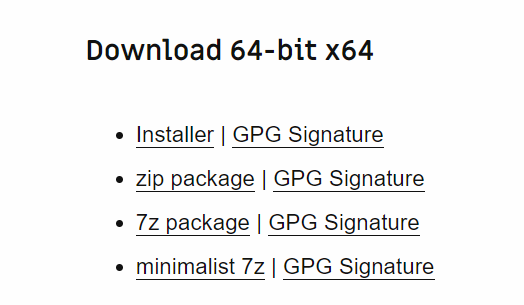 Download 64-bit x64
Installer | GPG Signature
zip package | GPG Signature
7z package | GPG Signature
minimalist 7z | GPG Signature